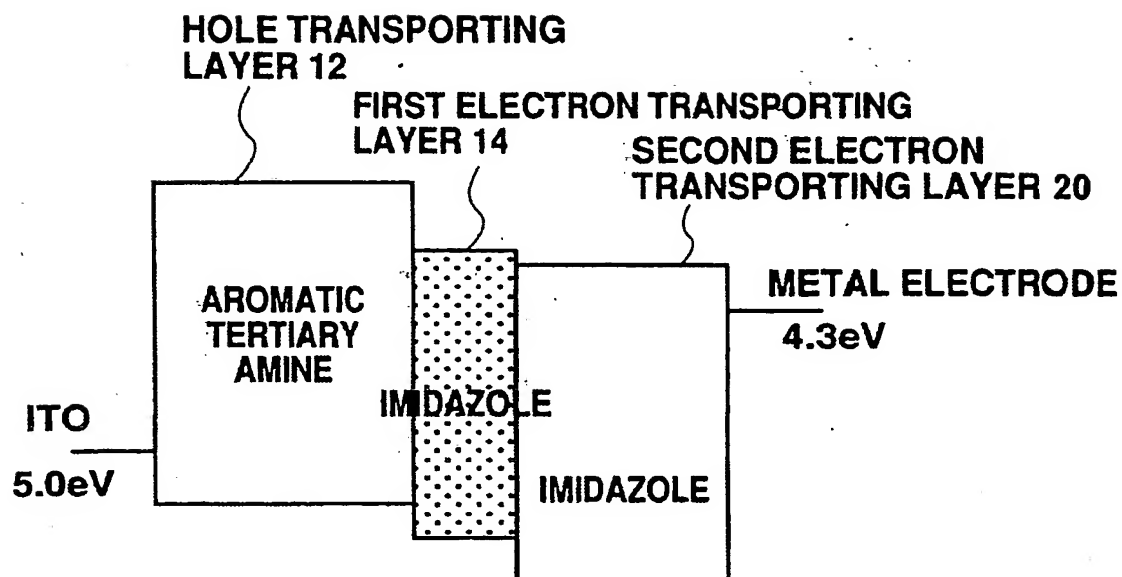 HOLE TRANSPORTING
LAYER 12
FIRST ELECTRON TRANSPORTING
LAYER 14
SECOND ELECTRON
TRANSPORTING LAYER 20
METAL ELECTRODE
4.3eV
AROMATIC
TERTIARY
AMINE
IMIDAZOLE
ITO
5.0eV
IMIDAZOLE